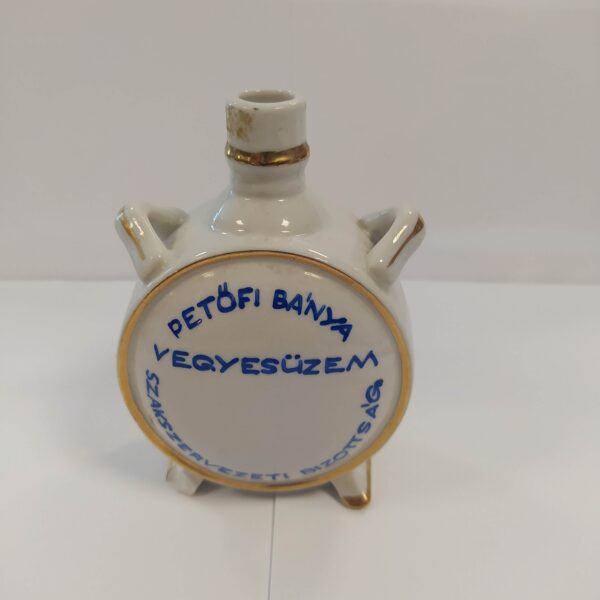 PETŐFI BÁNYA
VEGYESÜZEM
SZAKSZERVEZETI BIZOTTSÁG